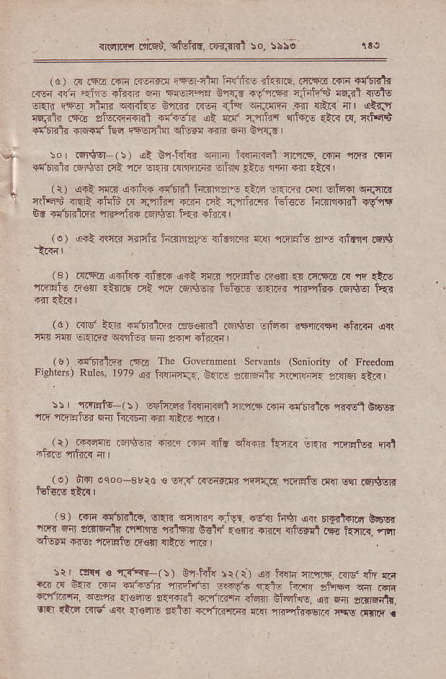 বাংলাদেশ গেজেট, অতিরিক্ত, ফেব্রুয়ারী ১০, ১৯৯৩ ৭৪৩
(৫) যে ক্ষেত্রে কোন বেতনক্রমে দক্ষতা-সীমা নির্ধারিত রহিয়াছে, সেক্ষেত্রে কোন কর্মচারীর
বেতন বর্ধন স্থগিত করিবার জন্য ক্ষমতাসম্পন্ন উপযুক্ত কর্তৃপক্ষের সুনির্দিষ্ট মঞ্জুরী ব্যতীত
তাহার দক্ষতা সীমার অব্যবহিত উপরের বেতন বৃদ্ধি অনুমোদন করা যাইবে না। এইরূপ
মঞ্জুরীর ক্ষেত্রে প্রতিবেদনকারী কর্মকর্তার এই মর্মে সুপারিশ থাকিতে হইবে যে, সংশ্লিষ্ট
কর্মচারীর কাজকর্ম ছিল দক্ষতাসীমা অতিক্রম করার জন্য উপযুক্ত।
১০। জ্যেষ্ঠতা—(১) এই উপ-বিধির অন্যান্য বিধানাবলী সাপেক্ষে, কোন পদের কোন
কর্মচারীর জ্যেষ্ঠতা সেই পদে তাহার যোগদানের তারিখ হইতে গণনা করা হইবে।
(২) একই সময়ে একাধিক কর্মচারী নিয়োগপ্রাপ্ত হইলে তাহাদের মেধা তালিকা অনুসারে
সংশ্লিষ্ট বাছাই কমিটি যে সুপারিশ করেন সেই সুপারিশের ভিত্তিতে নিয়োগকারী কর্তৃপক্ষ
উক্ত কর্মচারীদের পারস্পরিক জ্যেষ্ঠতা স্থির করিবে।
(৩) একই বৎসরে সরাসরি নিয়োগপ্রাপ্ত ব্যক্তিগণের মধ্যে পদোন্নতি প্রাপ্ত ব্যক্তিগণ জ্যেষ্ঠ
হইবেন।
(৪) যেক্ষেত্রে একাধিক ব্যক্তিকে একই সময়ে পদোন্নতি দেওয়া হয় সেক্ষেত্রে যে পদ হইতে
পদোন্নতি দেওয়া হইয়াছে সেই পদে জ্যেষ্ঠতার ভিত্তিতে তাহাদের পারস্পরিক জ্যেষ্ঠতা স্থির
করা হইবে।
(৫) বোর্ড ইহার কর্মচারীদের গ্রেডওয়ারী জ্যেষ্ঠতা তালিকা রক্ষণাবেক্ষণ করিবেন এবং
সময় সময় তাহাদের অবগতির জন্য প্রকাশ করিবেন।
(৬) কর্মচারীদের ক্ষেত্রে The Government Servants (Seniority of Freedom
Fighters) Rules, 1979 এর বিধানসমূহ, উহাতে প্রয়োজনীয় সংশোধনসহ প্রযোজ্য হইবে।
১১। পদোন্নতি—(১) তফসিলের বিধানাবলী সাপেক্ষে কোন কর্মচারীকে পরবর্তী উচ্চতর
পদে পদোন্নতির জন্য বিবেচনা করা যাইতে পারে।
(২) কেবলমাত্র জ্যেষ্ঠতার কারণে কোন ব্যক্তি অধিকার হিসাবে তাহার পদোন্নতির দাবী
করিতে পারিবে না।
(৩) টাকা ৩৭০০—৪৮২৫ ও তদূর্ধ বেতনক্রমের পদসমূহে পদোন্নতি মেধা তথা জ্যেষ্ঠতার
ভিত্তিতে হইবে।
(৪) কোন কর্মচারীকে, তাহার অসাধারণ কৃতিত্ব, কর্তব্য নিষ্ঠা এবং চাকুরীকালে উচ্চতর
পদের জন্য প্রয়োজনীয় পেশাগত পরীক্ষায় উত্তীর্ণ হওয়ার কারণে ব্যতিক্রমী ক্ষেত্র হিসাবে, পালা
অতিক্রম করতঃ পদোন্নতি দেওয়া যাইতে পারে।
১২। প্রেষণ ও পূর্বস্বত্ব—(১) উপ-বিধি ১২(২) এর বিধান সাপেক্ষে, বোর্ড যদি মনে
করে যে উহার কোন কর্মকর্তার পারদর্শিতা তৎকর্তৃক গৃহীত বিশেষ প্রশিক্ষণ অন্য কোন
কর্পোরেশন, অতঃপর হাওলাত গ্রহণকারী কর্পোরেশন বলিয়া উল্লিখিত, এর জন্য প্রয়োজনীয়,
তাহা হইলে বোর্ড এবং হাওলাত গ্রহীতা কর্পোরেশনের মধ্যে পারস্পরিকভাবে সম্মত মেয়াদে ও